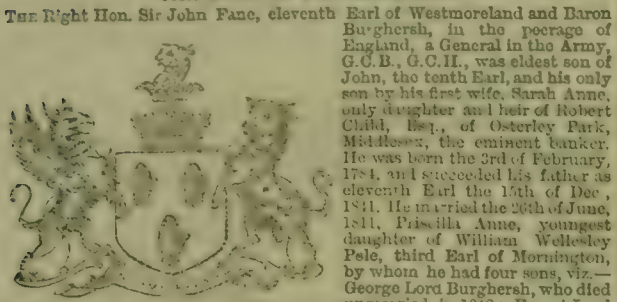 THE Right Hon. Sir John Fane, eleventh Earl of Westmoreland and Baron
Burghersh, in the peerage of
England, a General in the Army,
G.C.B., G.C.H., was eldest son of
John, the tenth Earl, and his only
son by his first wife, Sarah Anne,
only daughter and heir of Robert
Child, Esq., of Osterley Park,
Middlesex, the eminent banker.
He was born the 3rd of February,
1784, and succeeded his father as
eleventh Earl the 15th of Dec.,
1841. He married the 26th of June,
1811, Priscilla Anne, youngest
daughter of William Wellesley
Pole, third Earl of Mornington,
by whom he had four sons, viz.—
George Lord Burghersh, who died